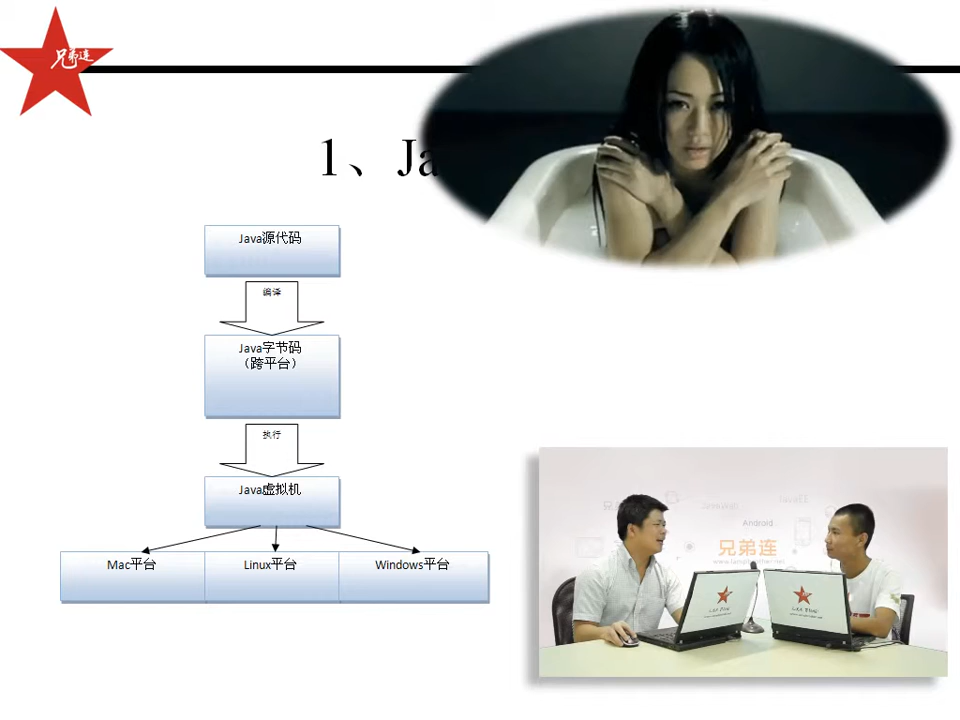 兄弟连
1、Ja
Java源代码
编译
Java字节码
（跨平台）
执行
Java虚拟机
Mac平台
Linux平台
Windows平台
JavaEE
Android
兄弟连